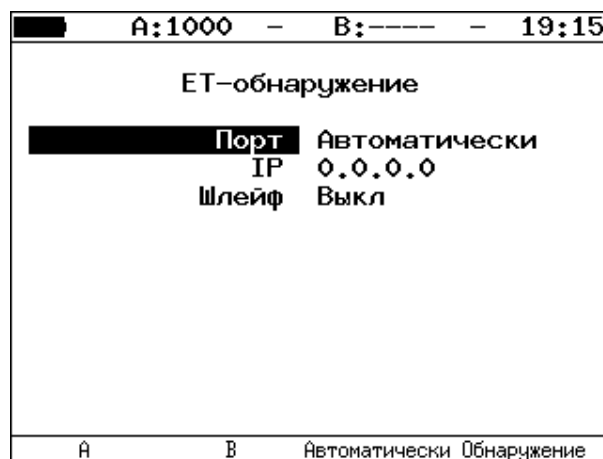 A:1000 – B:---- – 19:15
ET-обнаружение
Порт Автоматически
IP 0.0.0.0
Шлейф Выкл
A B Автоматически Обнаружение